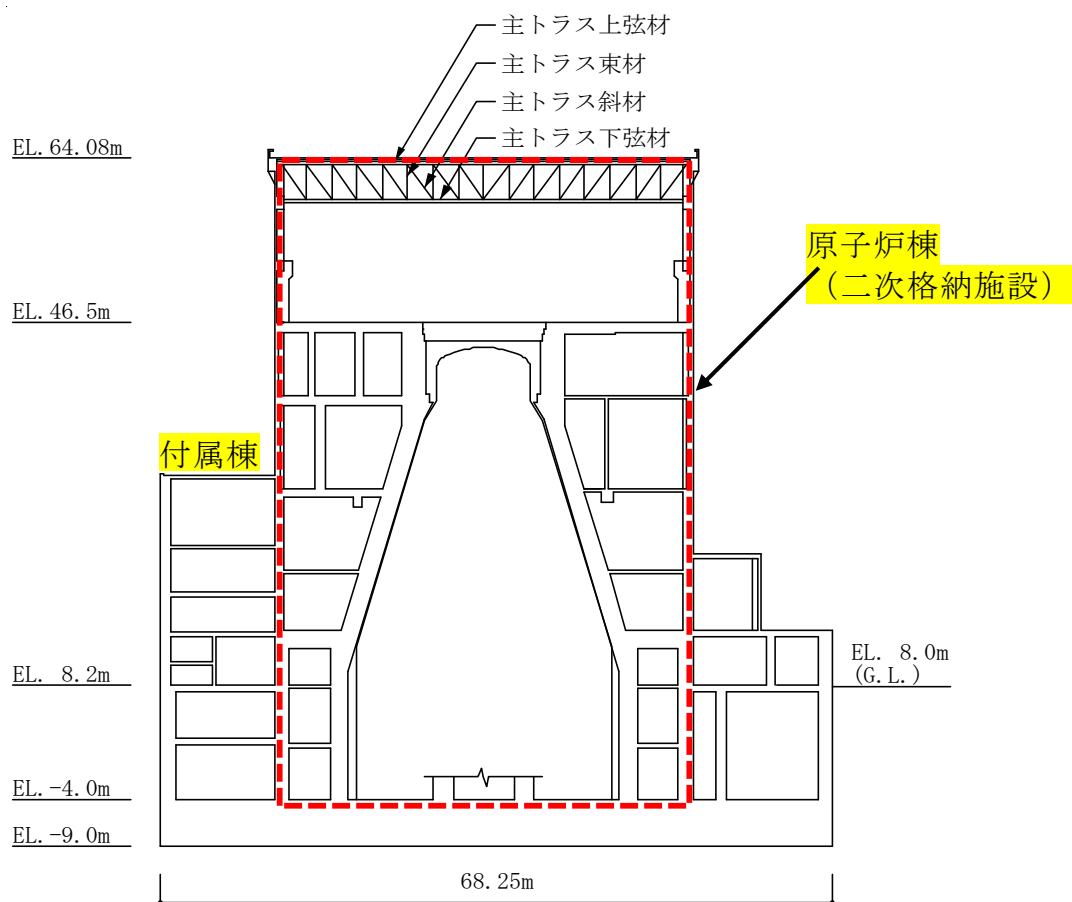 主トラス上弦材
主トラス束材
主トラス斜材
主トラス下弦材
EL.64.08m
原子炉棟
（二次格納施設）
EL.46.5m
付属棟
EL. 8.0m
(G.L.)
EL. 8.2m
EL.-4.0m
EL.-9.0m
68.25m